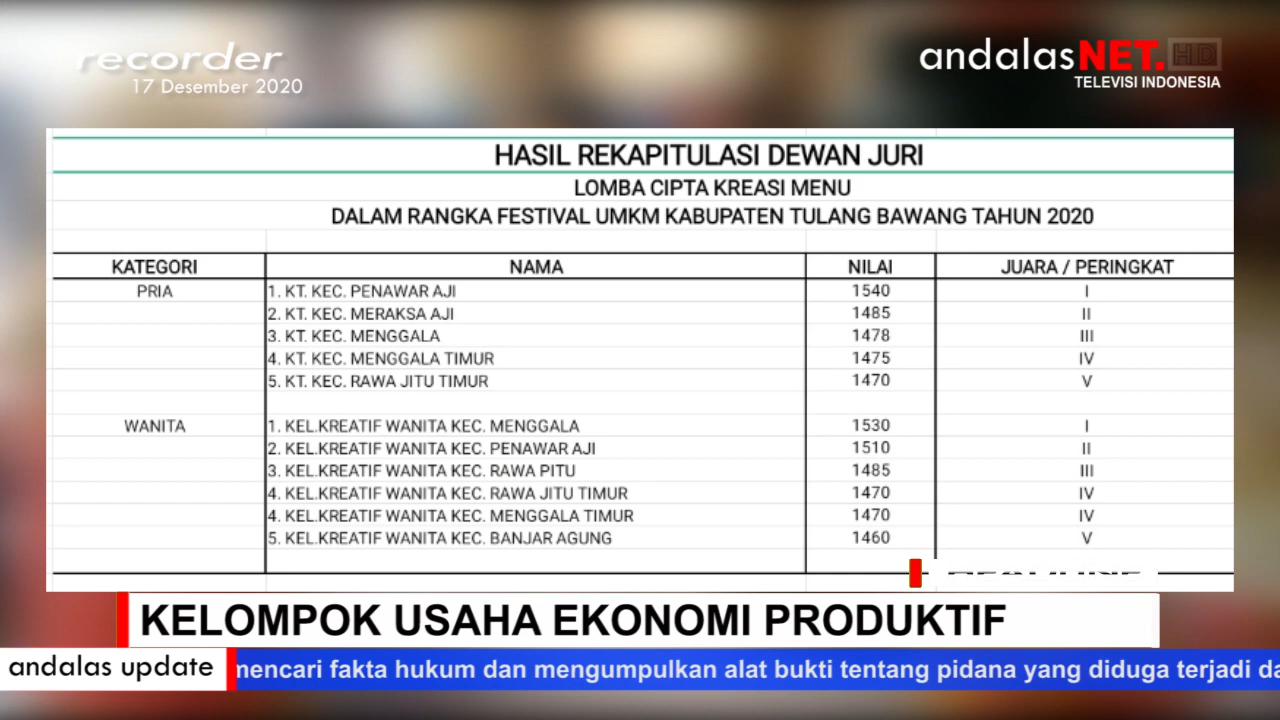 recorder
17 Desember 2020
andalasNET.HD
TELEVISI INDONESIA
HASIL REKAPITULASI DEWAN JURI
LOMBA CIPTA KREASI MENU
DALAM RANGKA FESTIVAL UMKM KABUPATEN TULANG BAWANG TAHUN 2020
KATEGORI NAMA NILAI JUARA / PERINGKAT
PRIA 1. KT. KEC. PENAWAR AJI 1540 I
2. KT. KEC. MERAKSA AJI 1485 II
3. KT. KEC. MENGGALA 1478 III
4. KT. KEC. MENGGALA TIMUR 1475 IV
5. KT. KEC. RAWA JITU TIMUR 1470 V
WANITA 1. KEL.KREATIF WANITA KEC. MENGGALA 1530 I
2. KEL.KREATIF WANITA KEC. PENAWAR AJI 1510 II
3. KEL.KREATIF WANITA KEC. RAWA PITU 1485 III
4. KEL.KREATIF WANITA KEC. RAWA JITU TIMUR 1470 IV
4. KEL.KREATIF WANITA KEC. MENGGALA TIMUR 1470 IV
5. KEL.KREATIF WANITA KEC. BANJAR AGUNG 1460 V
KELOMPOK USAHA EKONOMI PRODUKTIF
andalas update mencari fakta hukum dan mengumpulkan alat bukti tentang pidana yang diduga terjadi da